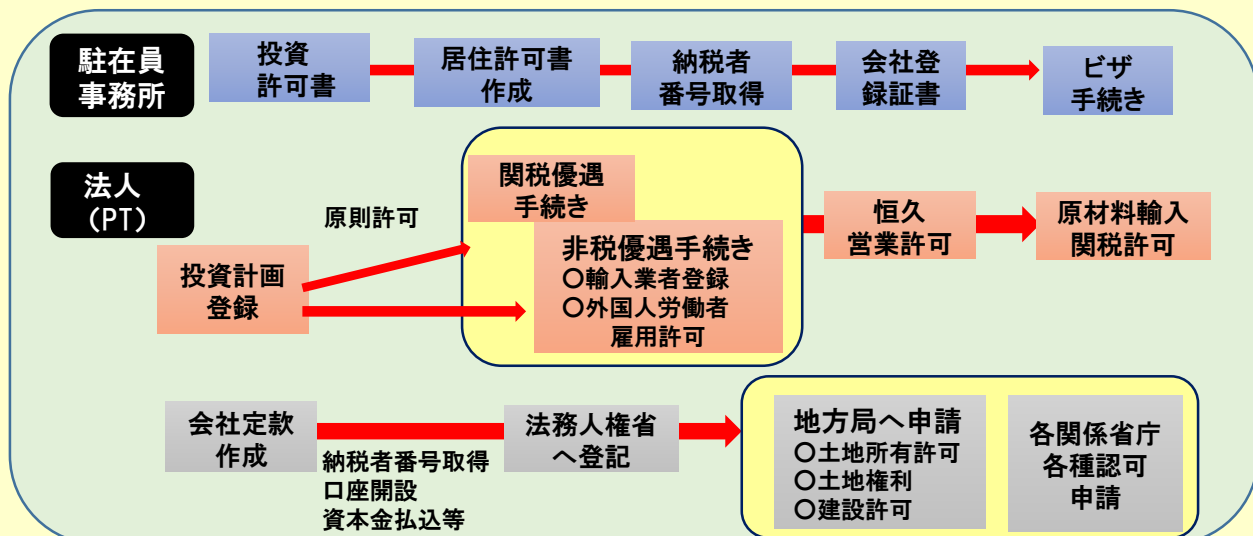 駐在員
事務所
投資
許可書
居住許可書
作成
納税者
番号取得
会社登
録証書
ビザ
手続き
法人
(PT)
原則許可
投資計画
登録
関税優遇
手続き
非税優遇手続き
○輸入業者登録
○外国人労働者
雇用許可
恒久
営業許可
原材料輸入
関税許可
会社定款
作成
納税者番号取得
口座開設
資本金払込等
法務人権省
へ登記
地方局へ申請
○土地所有許可
○土地権利
○建設許可
各関係省庁
各種認可
申請